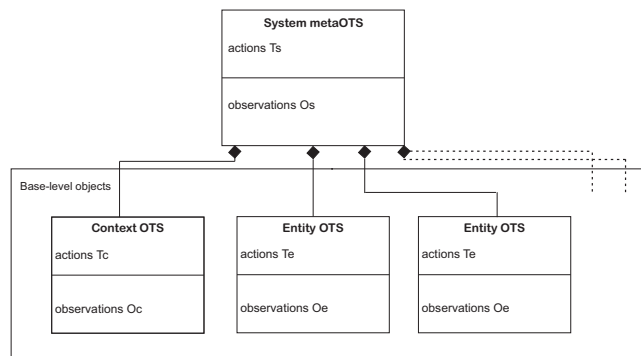 System metaOTS
actions Ts
observations Os
Base-level objects
Context OTS
actions Tc
observations Oc
Entity OTS
actions Te
observations Oe
Entity OTS
actions Te
observations Oe